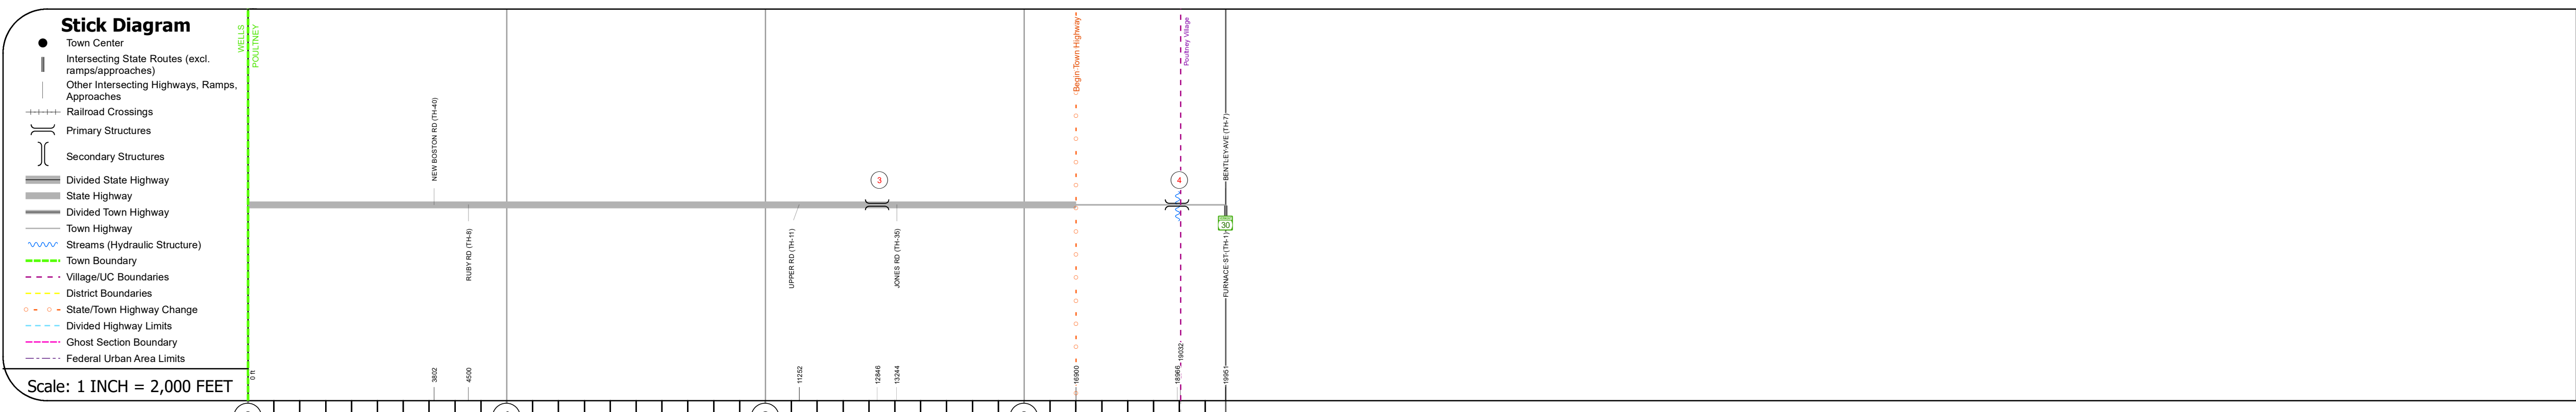 Stick Diagram
Town Center
Intersecting State Routes (excl.
ramps/approaches)
Other Intersecting Highways, Ramps,
Approaches
Railroad Crossings
Primary Structures
Secondary Structures
Divided State Highway
State Highway
Divided Town Highway
Town Highway
Streams (Hydraulic Structure)
Town Boundary
Village/UC Boundaries
District Boundaries
State/Town Highway Change
Divided Highway Limits
Ghost Section Boundary
Federal Urban Area Limits
Scale: 1 INCH = 2,000 FEET
WELLS
POULTNEY
NEW BOSTON RD (TH-40)
RUBY RD (TH-8)
UPPER RD (TH-11)
3
JONES RD (TH-35)
Begin Town Highway
4
Poultney Village
BENTLEY AVE (TH-7)
30
FURNACE ST (TH-1)
0 ft
3802
4500
11252
12846
13244
16900
18966
19032
19951